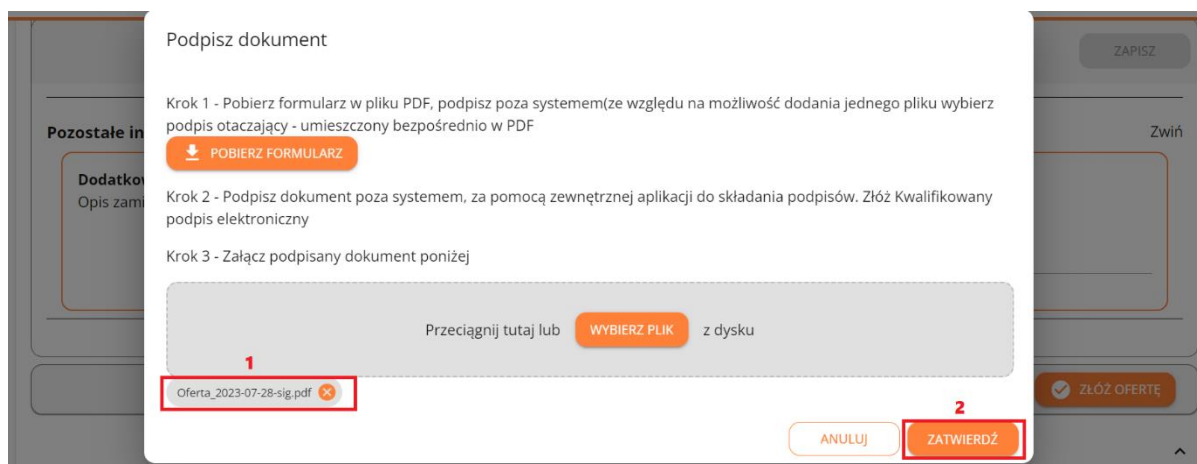 Podpisz dokument
ZAPISZ
Krok 1 - Pobierz formularz w pliku PDF, podpisz poza systemem(ze względu na możliwość dodania jednego pliku wybierz
podpis otaczający - umieszczony bezpośrednio w PDF
Pozostałe in
Zwiń
POBIERZ FORMULARZ
Dodatkow
Opis zami
Krok 2 - Podpisz dokument poza systemem, za pomocą zewnętrznej aplikacji do składania podpisów. Złóż Kwalifikowany
podpis elektroniczny
Krok 3 - Załącz podpisany dokument poniżej
Przeciągnij tutaj lub WYBIERZ PLIK z dysku
1
Oferta_2023-07-28-sig.pdf
ZŁÓŻ OFERTĘ
2
ANULUJ ZATWIERDŹ